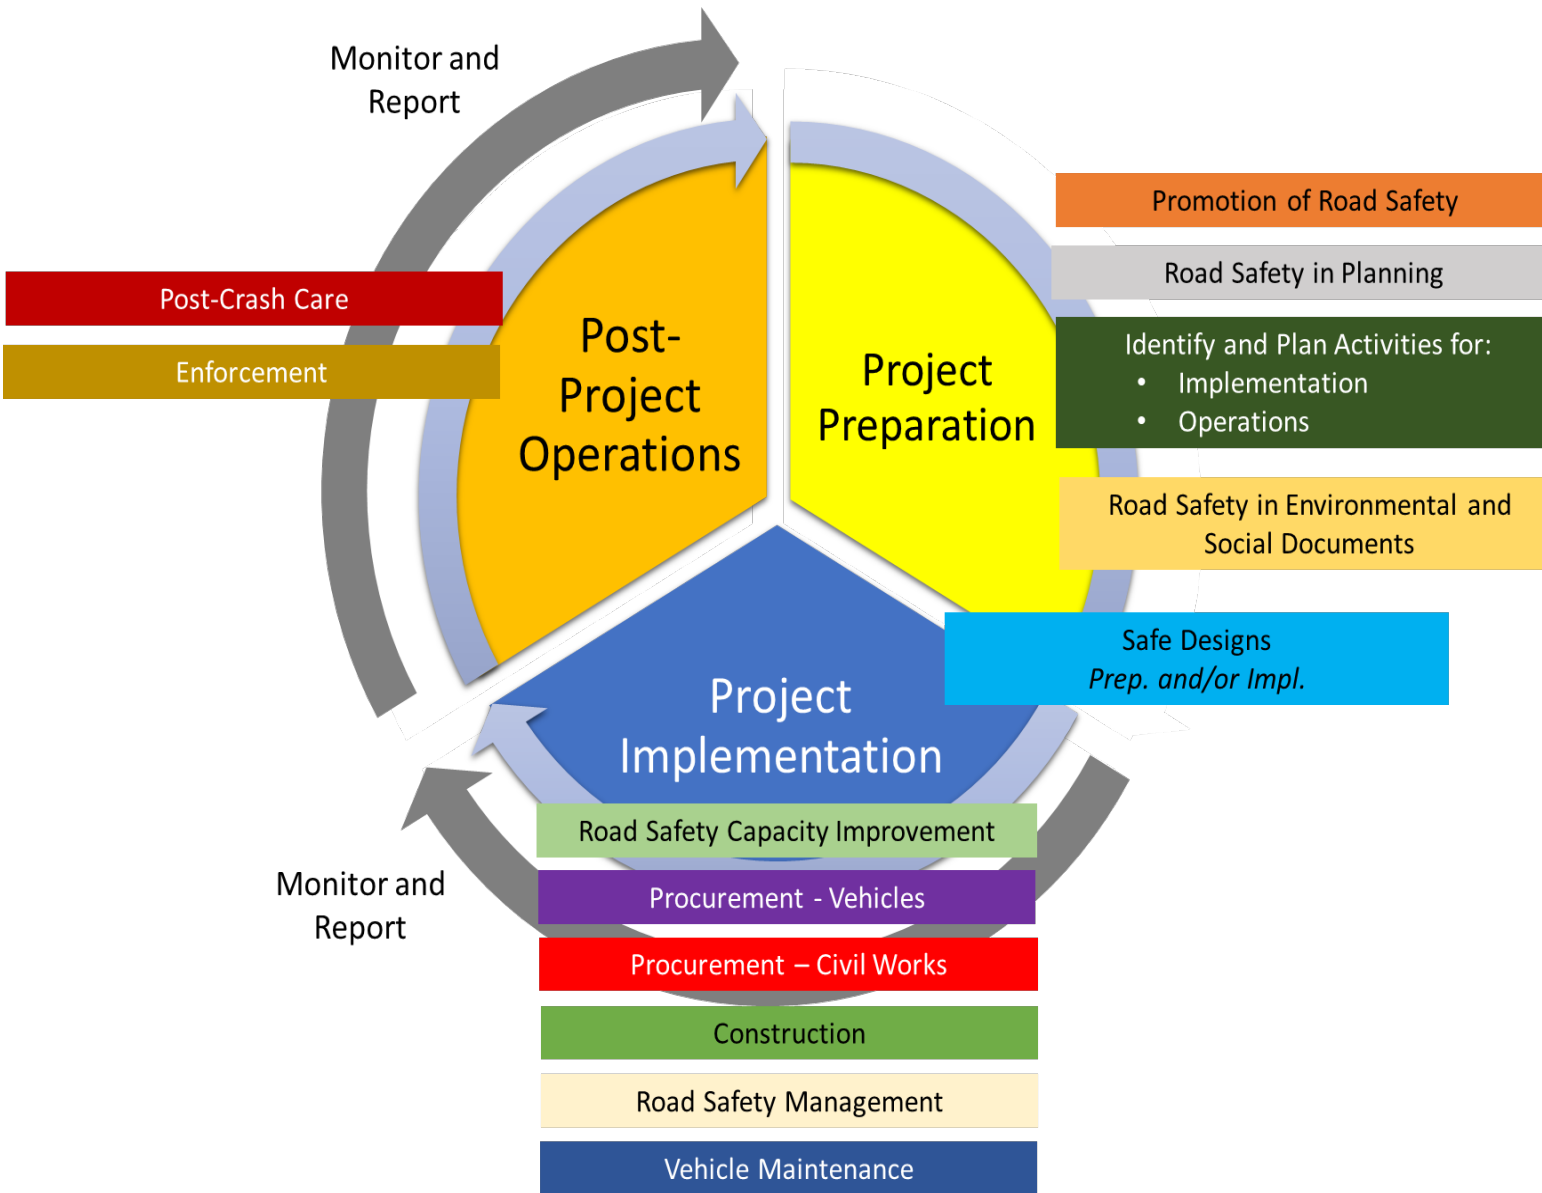 Monitor and
Report
Promotion of Road Safety
Road Safety in Planning
Post-Crash Care
Enforcement
Post-
Project
Operations
Project
Preparation
Identify and Plan Activities for:
• Implementation
• Operations
Road Safety in Environmental and
Social Documents
Safe Designs
Prep. and/or Impl.
Project
Implementation
Monitor and
Report
Road Safety Capacity Improvement
Procurement - Vehicles
Procurement – Civil Works
Construction
Road Safety Management
Vehicle Maintenance